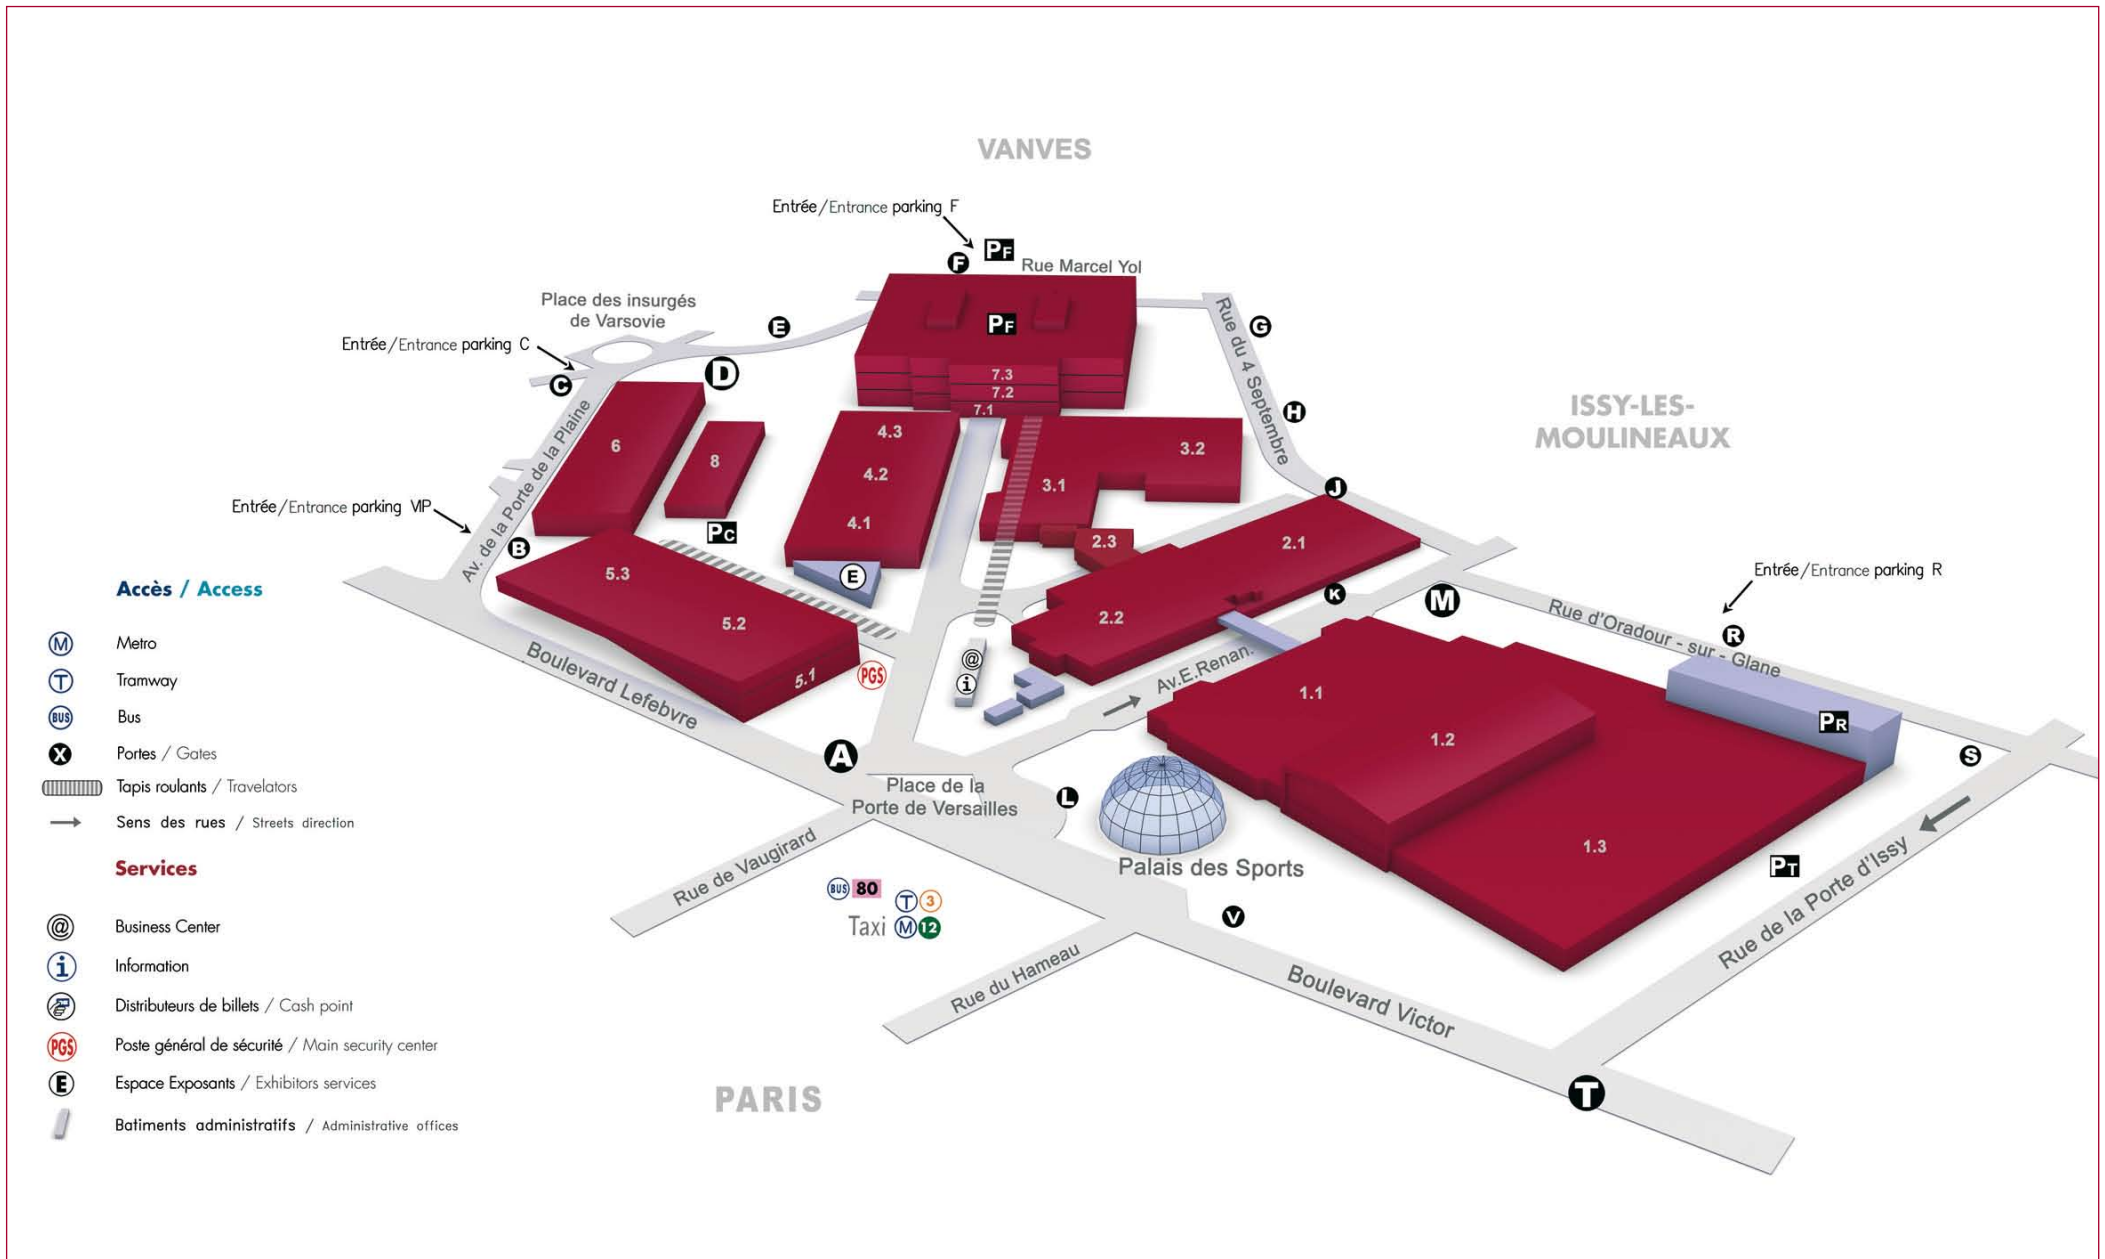 VANVES
Entrée/Entrance parking F
PF
F
Rue Marcel Yol
Place des insurgés
de Varsovie
E
PF
G
Rue du 4 Septembre
Entrée/Entrance parking C
C
D
7.3
7.2
7.1
H
ISSY-LES-
MOULINEAUX
6
8
4.3
4.2
4.1
3.2
3.1
J
Av. de la Porte de la Plaine
Entrée/Entrance parking VIP
B
PC
2.3
2.1
2.2
E
K
M
Entrée/Entrance parking R
R
Rue d'Oradour - sur - Glane
5.3
5.2
5.1
PGS
@
i
Av.E.Renan.
1.1
1.2
1.3
PR
S
Boulevard Lefebvre
A
Place de la
Porte de Versailles
L
Palais des Sports
PT
Rue de la Porte d'Issy
Rue de Vaugirard
BUS 80
T 3
Taxi M 12
V
Rue du Hameau
Boulevard Victor
T
PARIS
Accès / Access
M Metro
T Tramway
BUS Bus
X Portes / Gates
Tapis roulants / Travelators
Sens des rues / Streets direction
Services
@ Business Center
i Information
Distributeurs de billets / Cash point
PGS Poste général de sécurité / Main security center
E Espace Exposants / Exhibitors services
Batiments administratifs / Administrative offices